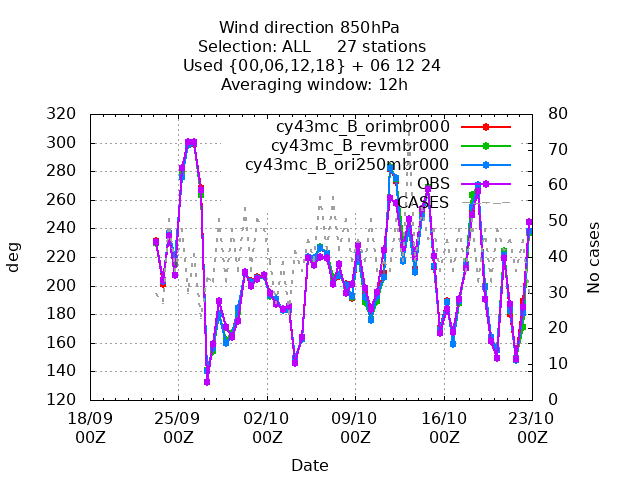 Wind direction 850hPa
Selection: ALL 27 stations
Used {00,06,12,18} + 06 12 24
Averaging window: 12h
320
300
280
260
240
220
200
180
160
140
120
deg
80
70
60
50
40
30
20
10
0
No cases
cy43mc_B_orimbr000
cy43mc_B_revmbr000
cy43mc_B_ori250mbr000
OBS
CASES
18/09 25/09 02/10 09/10 16/10 23/10
00Z 00Z 00Z 00Z 00Z 00Z
Date